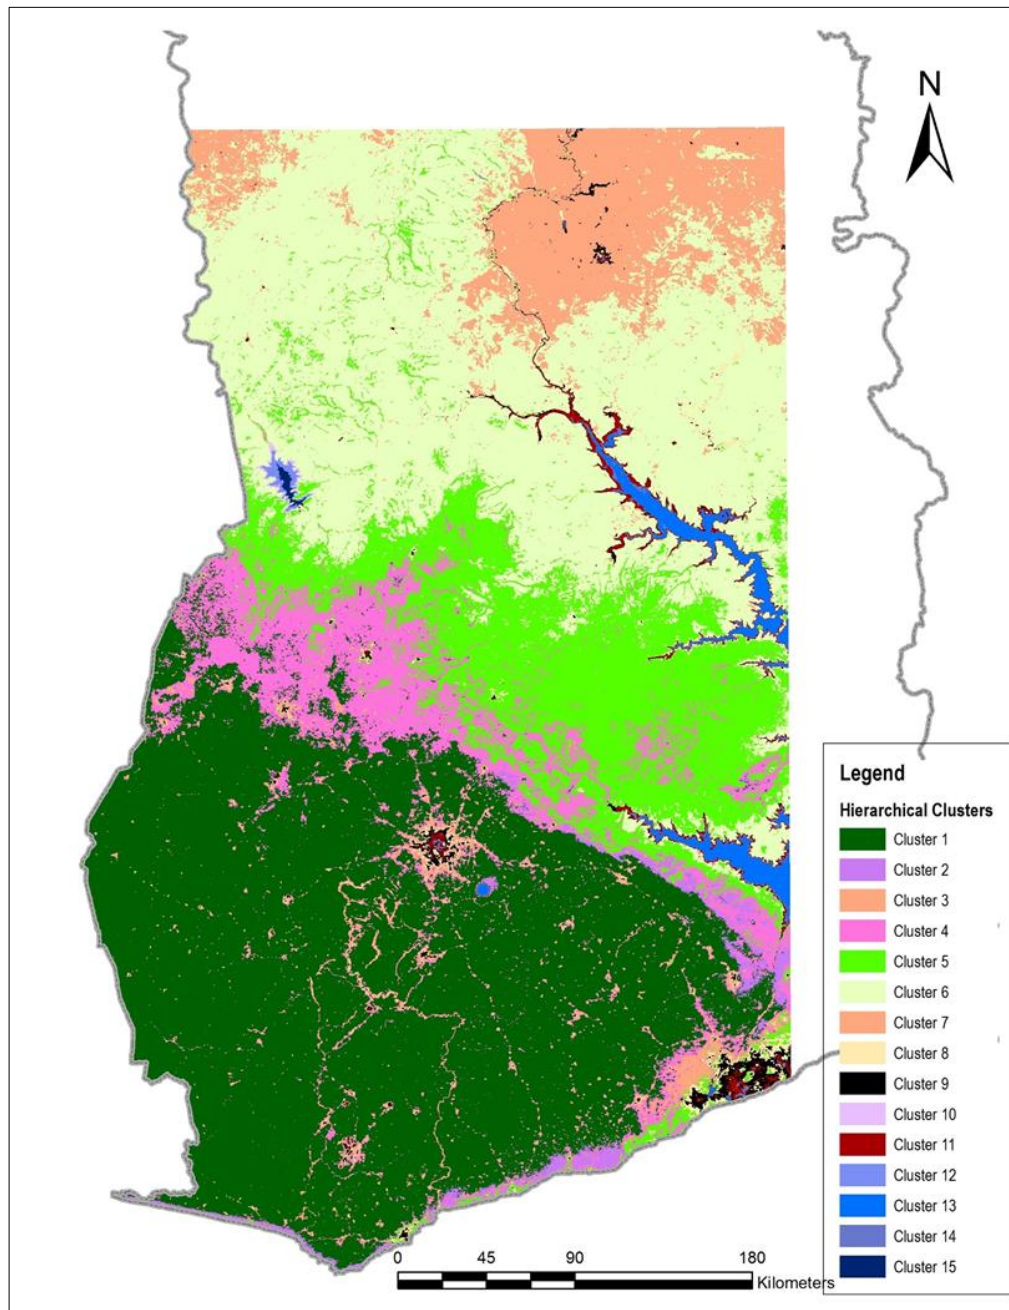 N
Legend
Hierarchical Clusters
Cluster 1
Cluster 2
Cluster 3
Cluster 4
Cluster 5
Cluster 6
Cluster 7
Cluster 8
Cluster 9
Cluster 10
Cluster 11
Cluster 12
Cluster 13
Cluster 14
Cluster 15
0 45 90 180
Kilometers